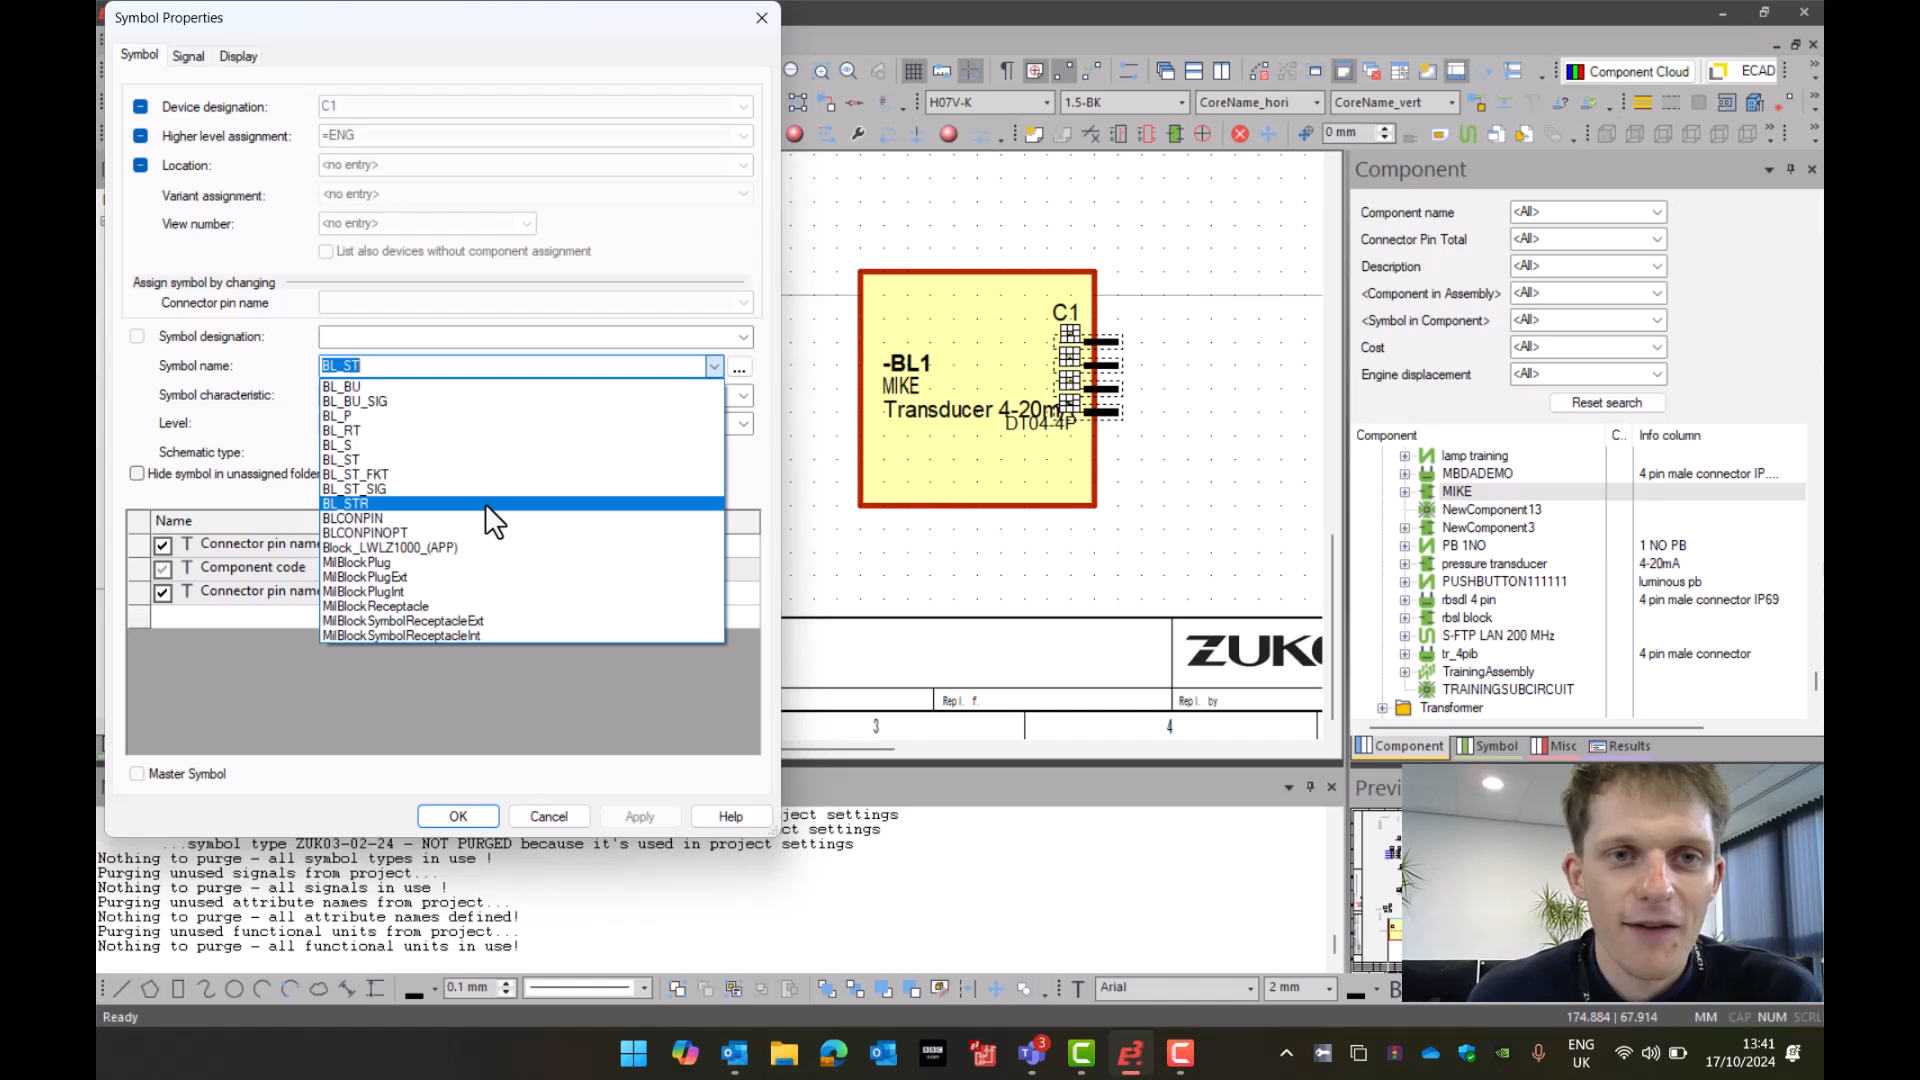 Symbol Properties
Symbol
Signal
Display
Device designation:
C1
Higher level assignment:
=ENG
Location:
<no entry>
Variant assignment:
<no entry>
View number:
<no entry>
List also devices without component assignment
Assign symbol by changing
Connector pin name
Symbol designation:
Symbol name:
BL_ST
...
Symbol characteristic:
Level:
Schematic type:
Hide symbol in unassigned folder
BL_BU
BL_BU_SIG
BL_P
BL_RT
BL_S
BL_ST
BL_ST_FKT
BL_ST_SIG
BL_STR
BLCONPIN
BLCONPINOPT
Block_LWLZ1000_(APP)
MilBlockPlug
MilBlockPlugExt
MilBlockPlugInt
MilBlockReceptacle
MilBlockSymbolReceptacleExt
MilBlockSymbolReceptacleInt
Name
Connector pin name
Component code
Connector pin name
Master Symbol
OK
Cancel
Apply
Help
Component Cloud
ECAD
H07V-K
1.5-BK
CoreName_hori
CoreName_vert
0 mm
C1
-BL1
MIKE
Transducer 4-20mA
DT04-4P
ZUK
Repl. f.
Repl. by
3
4
Component
Component name
<All>
Connector Pin Total
<All>
Description
<All>
<Component in Assembly>
<All>
<Symbol in Component>
<All>
Cost
<All>
Engine displacement
<All>
Reset search
Component
C..
Info column
lamp training
MBDADEMO
4 pin male connector IP....
MIKE
NewComponent13
NewComponent3
PB 1NO
1 NO PB
pressure transducer
4-20mA
PUSHBUTTON111111
luminous pb
rbsdl 4 pin
4 pin male connector IP69
rbsl block
S-FTP LAN 200 MHz
tr_4pib
4 pin male connector
TrainingAssembly
TRAININGSUBCIRCUIT
Transformer
Component
Symbol
Misc
Results
Previ
ject settings
ct settings
...symbol type ZUK03-02-24 - NOT PURGED because it's used in project settings
Nothing to purge - all symbol types in use !
Purging unused signals from project...
Nothing to purge - all signals in use !
Purging unused attribute names from project...
Nothing to purge - all attribute names defined!
Purging unused functional units from project...
Nothing to purge - all functional units in use!
0.1 mm
T
Arial
2 mm
B
Ready
174.884 | 67.914
MM
CAP
NUM
SCRL
3
ENG
UK
13:41
17/10/2024